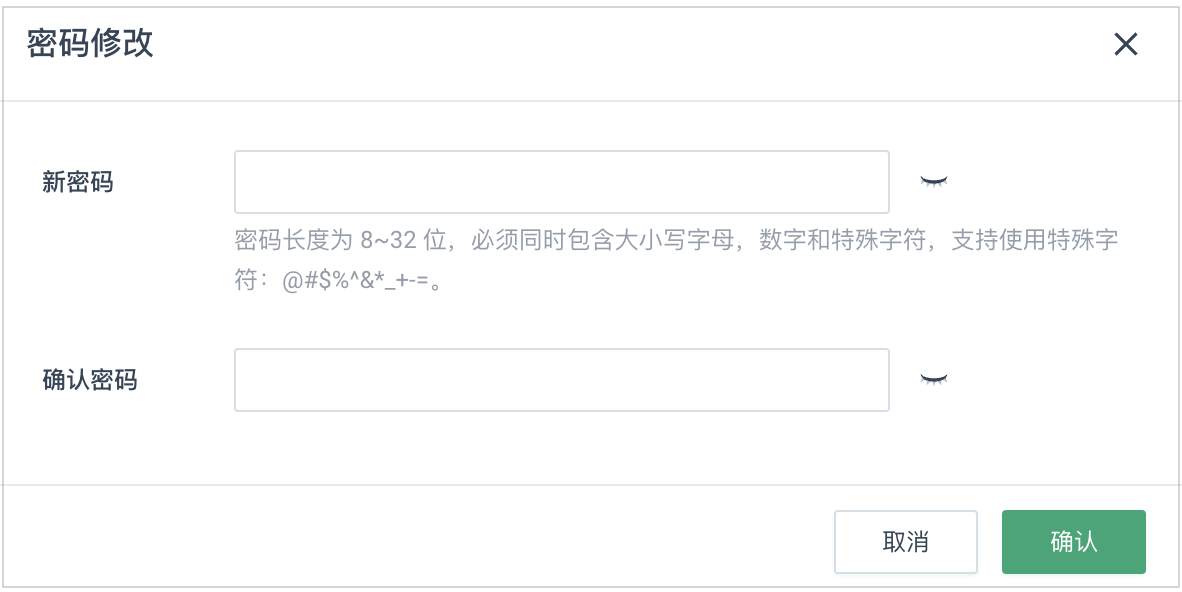 密码修改
新密码
密码长度为 8~32 位，必须同时包含大小写字母，数字和特殊字符，支持使用特殊字
符：@#$%^&*_+-=。
确认密码
取消
确认